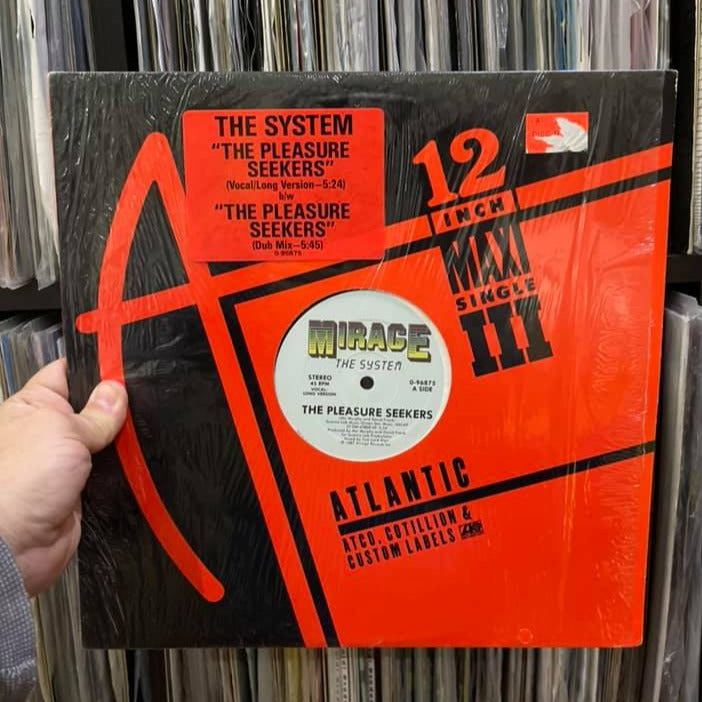 THE SYSTEM
"THE PLEASURE
SEEKERS"
(Vocal/Long Version—5:24)
b/w
"THE PLEASURE
SEEKERS"
(Dub Mix—5:45)
0-96875
12
INCH
MAXI
SINGLE
III
MIRAGE
THE SYSTEM
STEREO
45 RPM
VOCAL/
LONG VERSION
0-96875
A SIDE
THE PLEASURE SEEKERS
ATLANTIC
ATCO, COTILLION &
CUSTOM LABELS